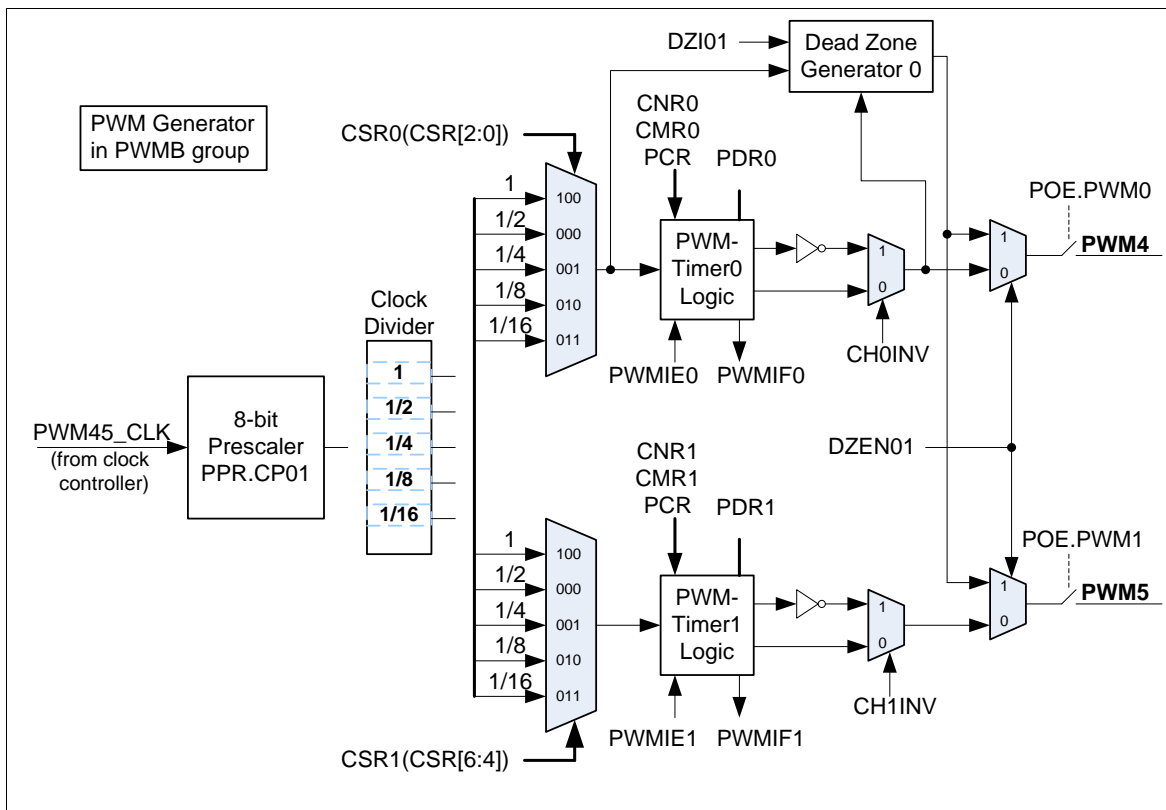 PWM Generator
in PWMB group
DZI01
Dead Zone
Generator 0
CSR0(CSR[2:0])
CNR0
CMR0
PCR
PDR0
1
1/2
1/4
1/8
1/16
100
000
001
010
011
PWM-
Timer0
Logic
1
0
CH0INV
PWMIE0
PWMIF0
1
0
POE.PWM0
PWM4
Clock
Divider
1
1/2
1/4
1/8
1/16
PWM45_CLK
(from clock
controller)
8-bit
Prescaler
PPR.CP01
DZEN01
CNR1
CMR1
PCR
PDR1
1
1/2
1/4
1/8
1/16
100
000
001
010
011
PWM-
Timer1
Logic
1
0
CH1INV
PWMIE1
PWMIF1
1
0
POE.PWM1
PWM5
CSR1(CSR[6:4])